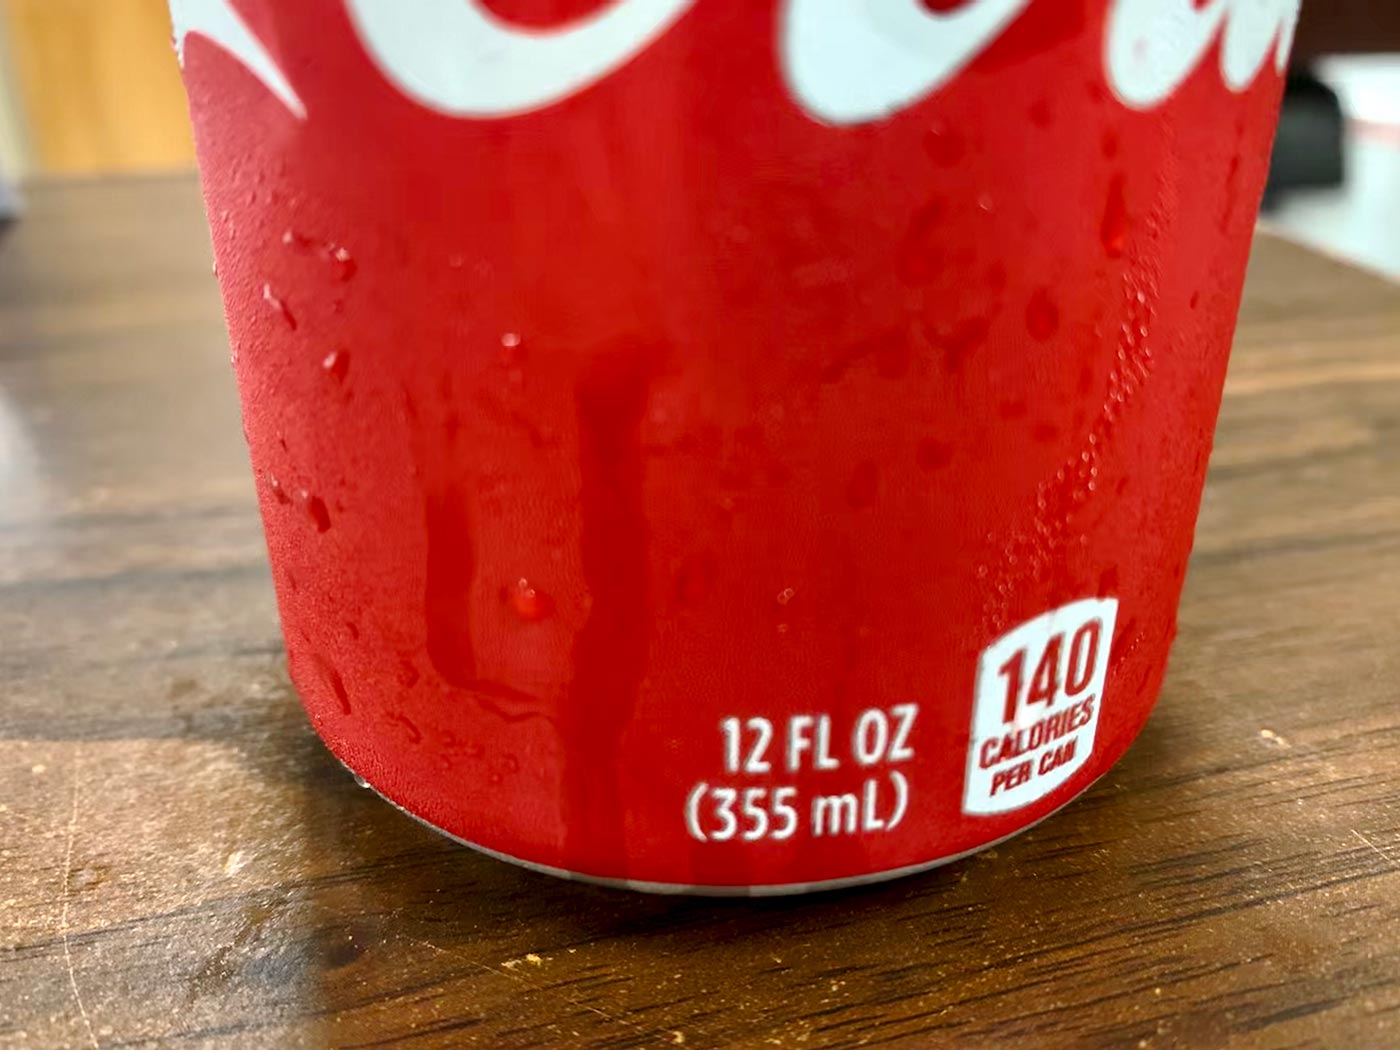 12 FL OZ
(355 mL)
140
CALORIES
PER CAN